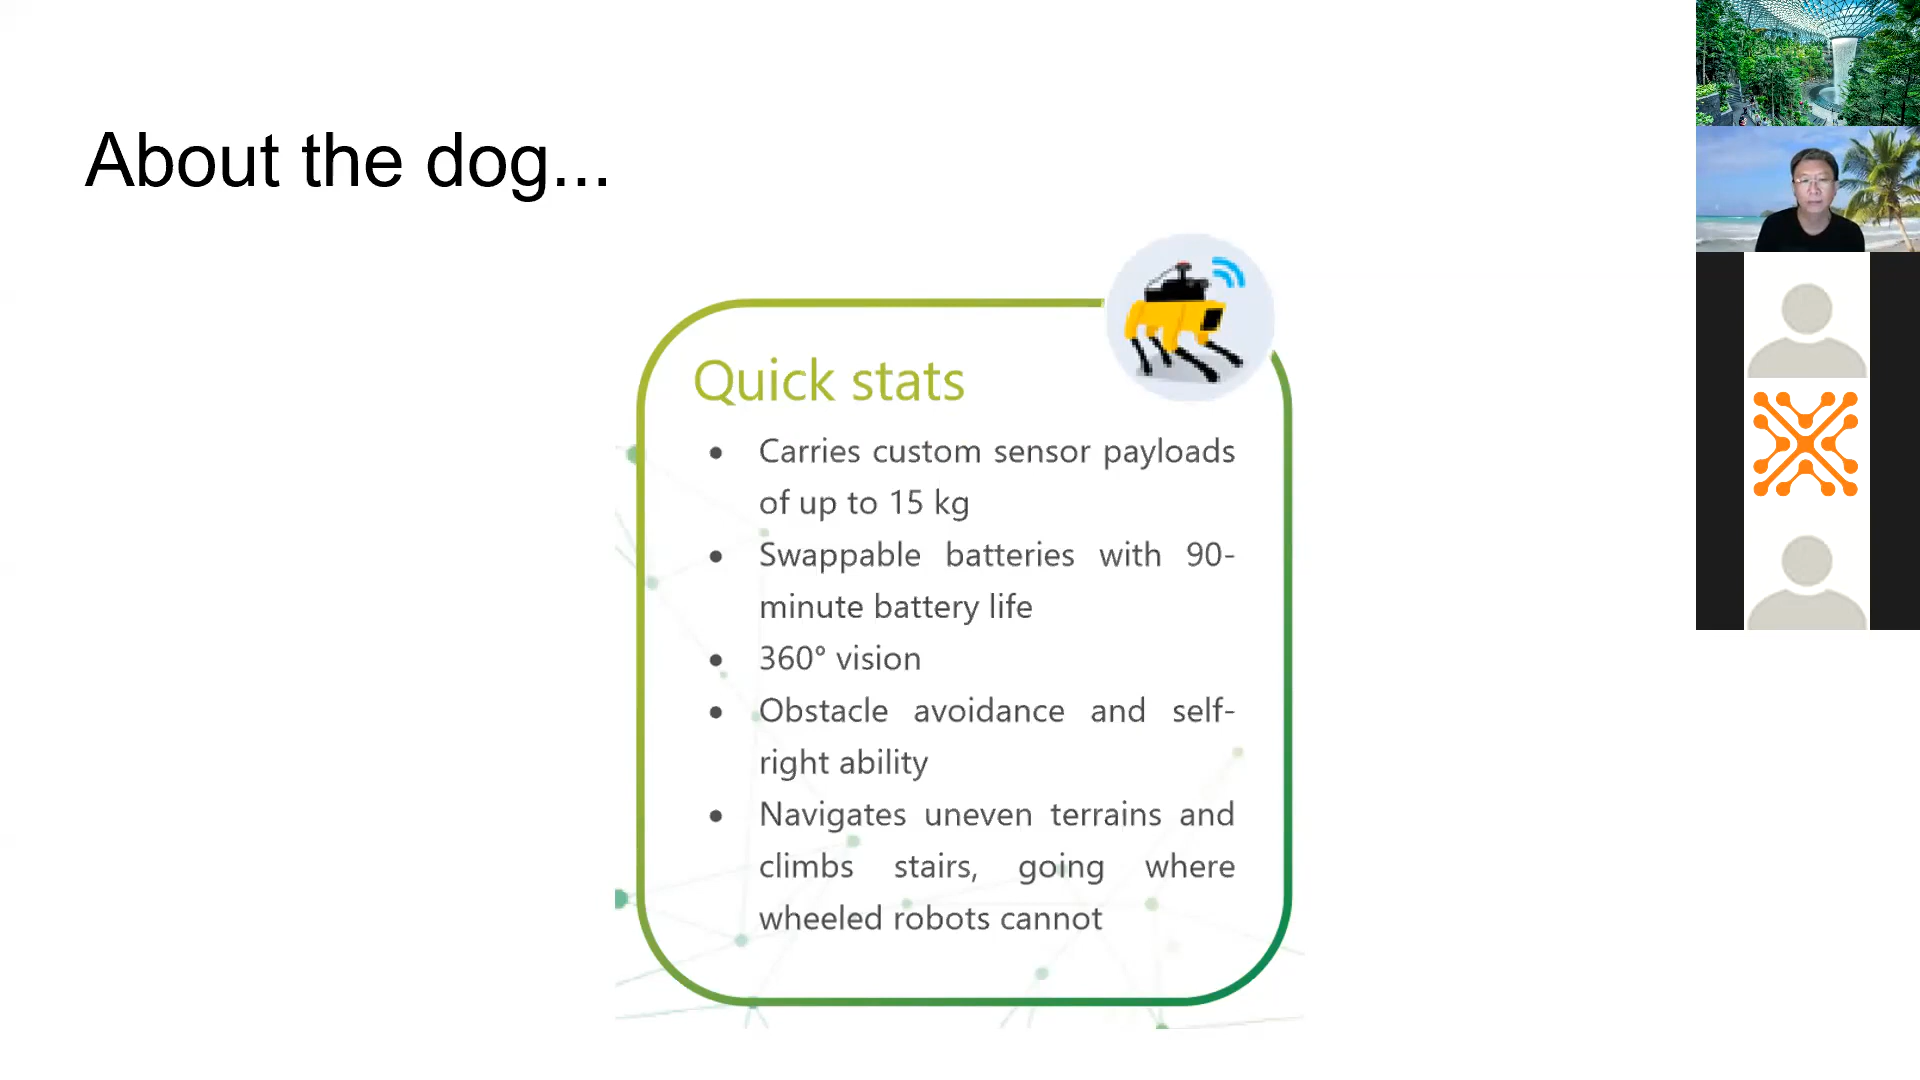 About the dog...
Quick stats
• Carries custom sensor payloads
of up to 15 kg
• Swappable batteries with 90-
minute battery life
• 360° vision
• Obstacle avoidance and self-
right ability
• Navigates uneven terrains and
climbs stairs, going where
wheeled robots cannot